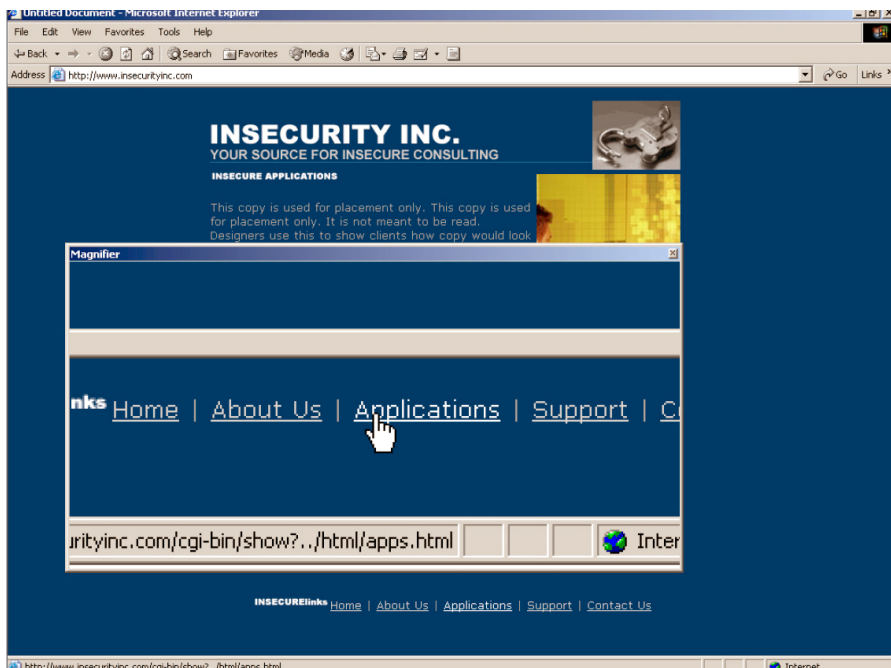 Untitled Document - Microsoft Internet Explorer
File Edit View Favorites Tools Help
Back Search Favorites Media
Address http://www.insecurityinc.com Go Links
INSECURITY INC.
YOUR SOURCE FOR INSECURE CONSULTING
INSECURE APPLICATIONS
This copy is used for placement only. This copy is used
for placement only. It is not meant to be read.
Designers use this to show clients how copy would look
Magnifier
nks Home | About Us | Applications | Support | C
urityinc.com/cgi-bin/show?../html/apps.html Inter
INSECURElinks Home | About Us | Applications | Support | Contact Us
http://www.insecurityinc.com/cgi-bin/show?../html/apps.html Internet